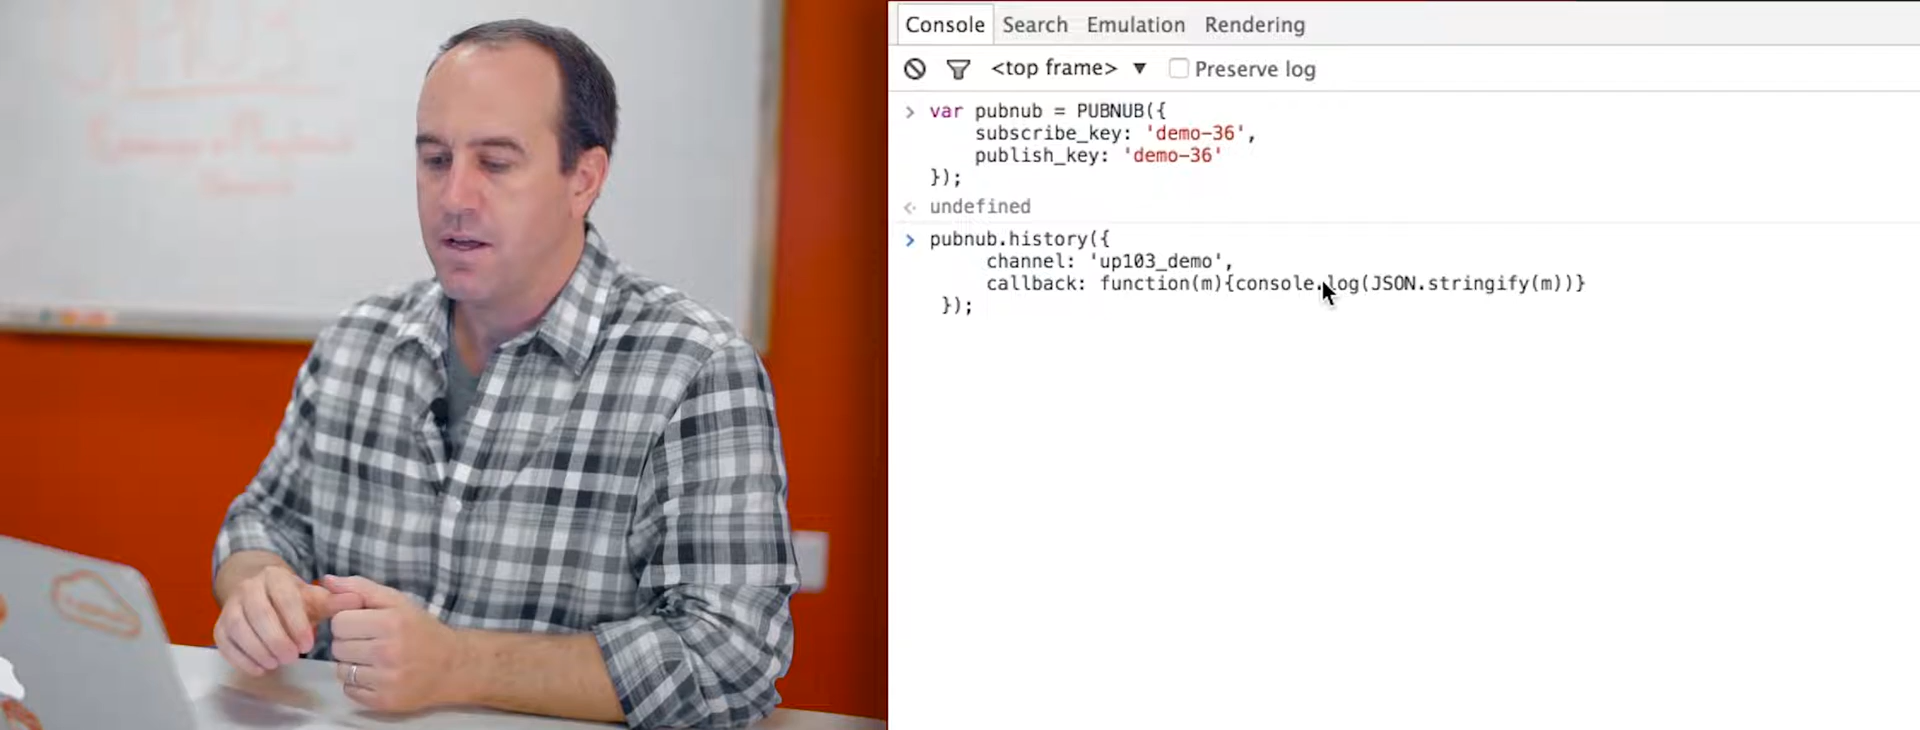 Console Search Emulation Rendering
<top frame> ▼ Preserve log
> var pubnub = PUBNUB({
subscribe_key: 'demo-36',
publish_key: 'demo-36'
});
undefined
> pubnub.history({
channel: 'up103_demo',
callback: function(m){console.log(JSON.stringify(m))}
});